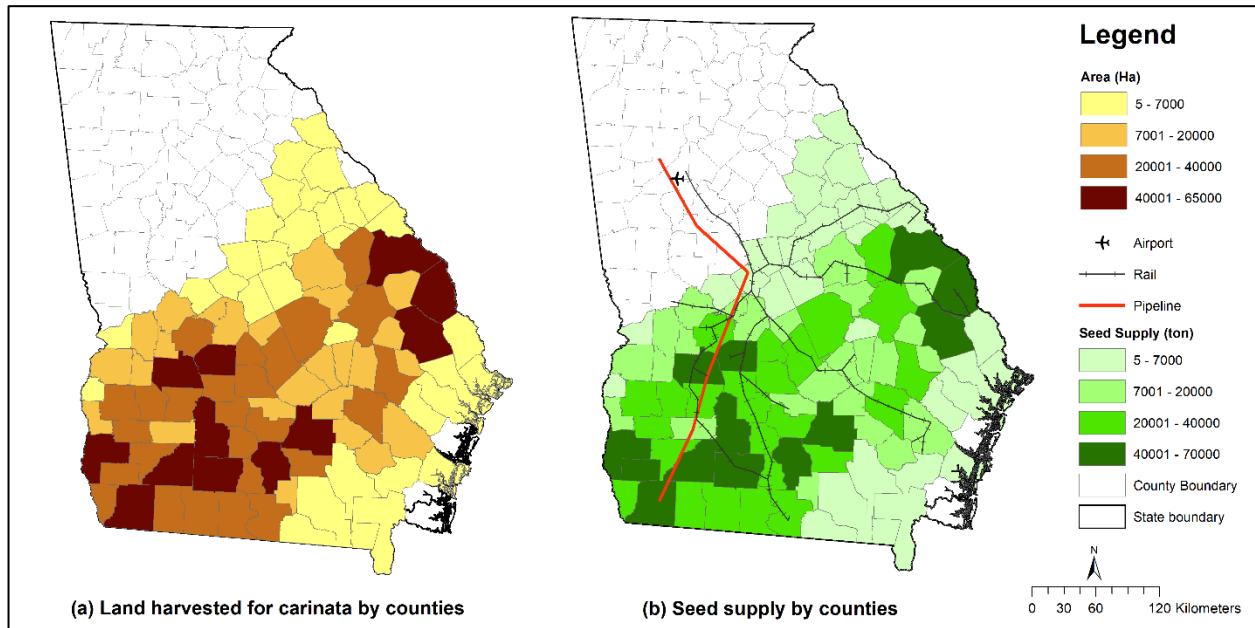 Legend
Area (Ha)
5 - 7000
7001 - 20000
20001 - 40000
40001 - 65000
Airport
Rail
Pipeline
Seed Supply (ton)
5 - 7000
7001 - 20000
20001 - 40000
40001 - 70000
County Boundary
State boundary
N
0 15 30 60 90 120 Kilometers
(a) Land harvested for carinata by counties
(b) Seed supply by counties